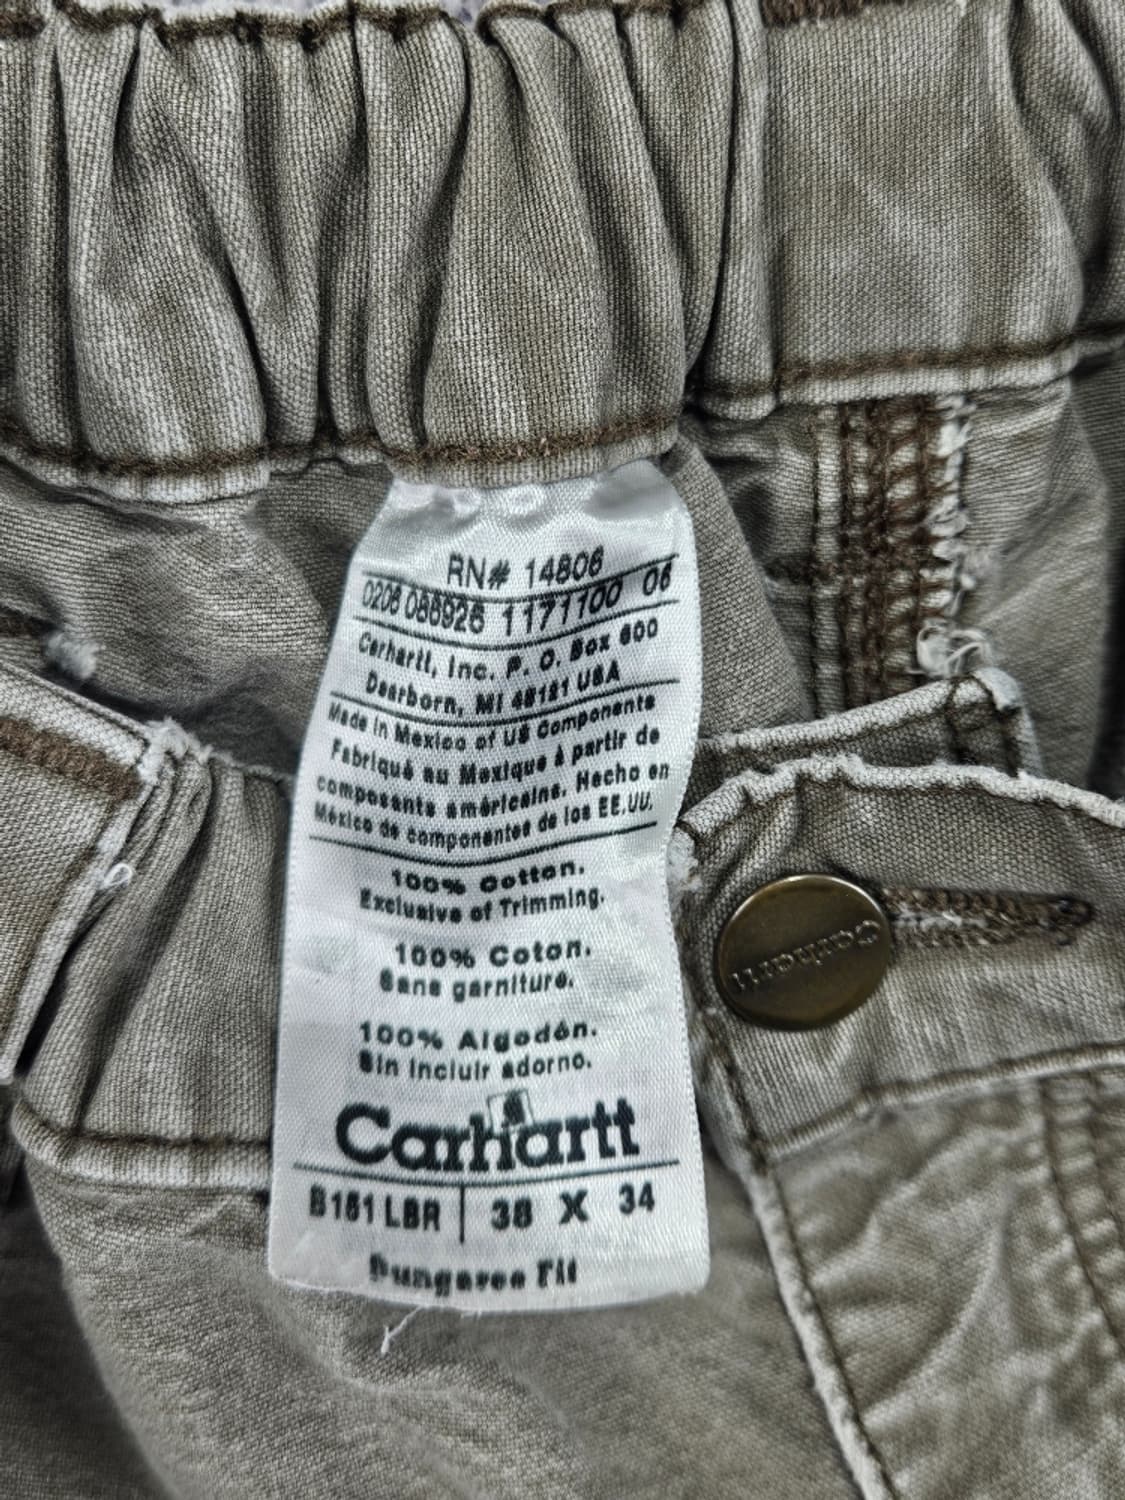 RN# 14806
0206 086926 1171100 06
Carhartt, Inc. P. O. Box 600
Dearborn, MI 48121 USA
Made in Mexico of US Components
Fabriqué au Mexique à partir de
composants américains. Hecho en
México de componentes de los EE.UU.
100% Cotton.
Exclusive of Trimming.
100% Coton.
Sans garniture.
100% Algodón.
Sin incluir adorno.
Carhartt
B151 LBR 38 X 34
Dungaree Fit
Carhartt